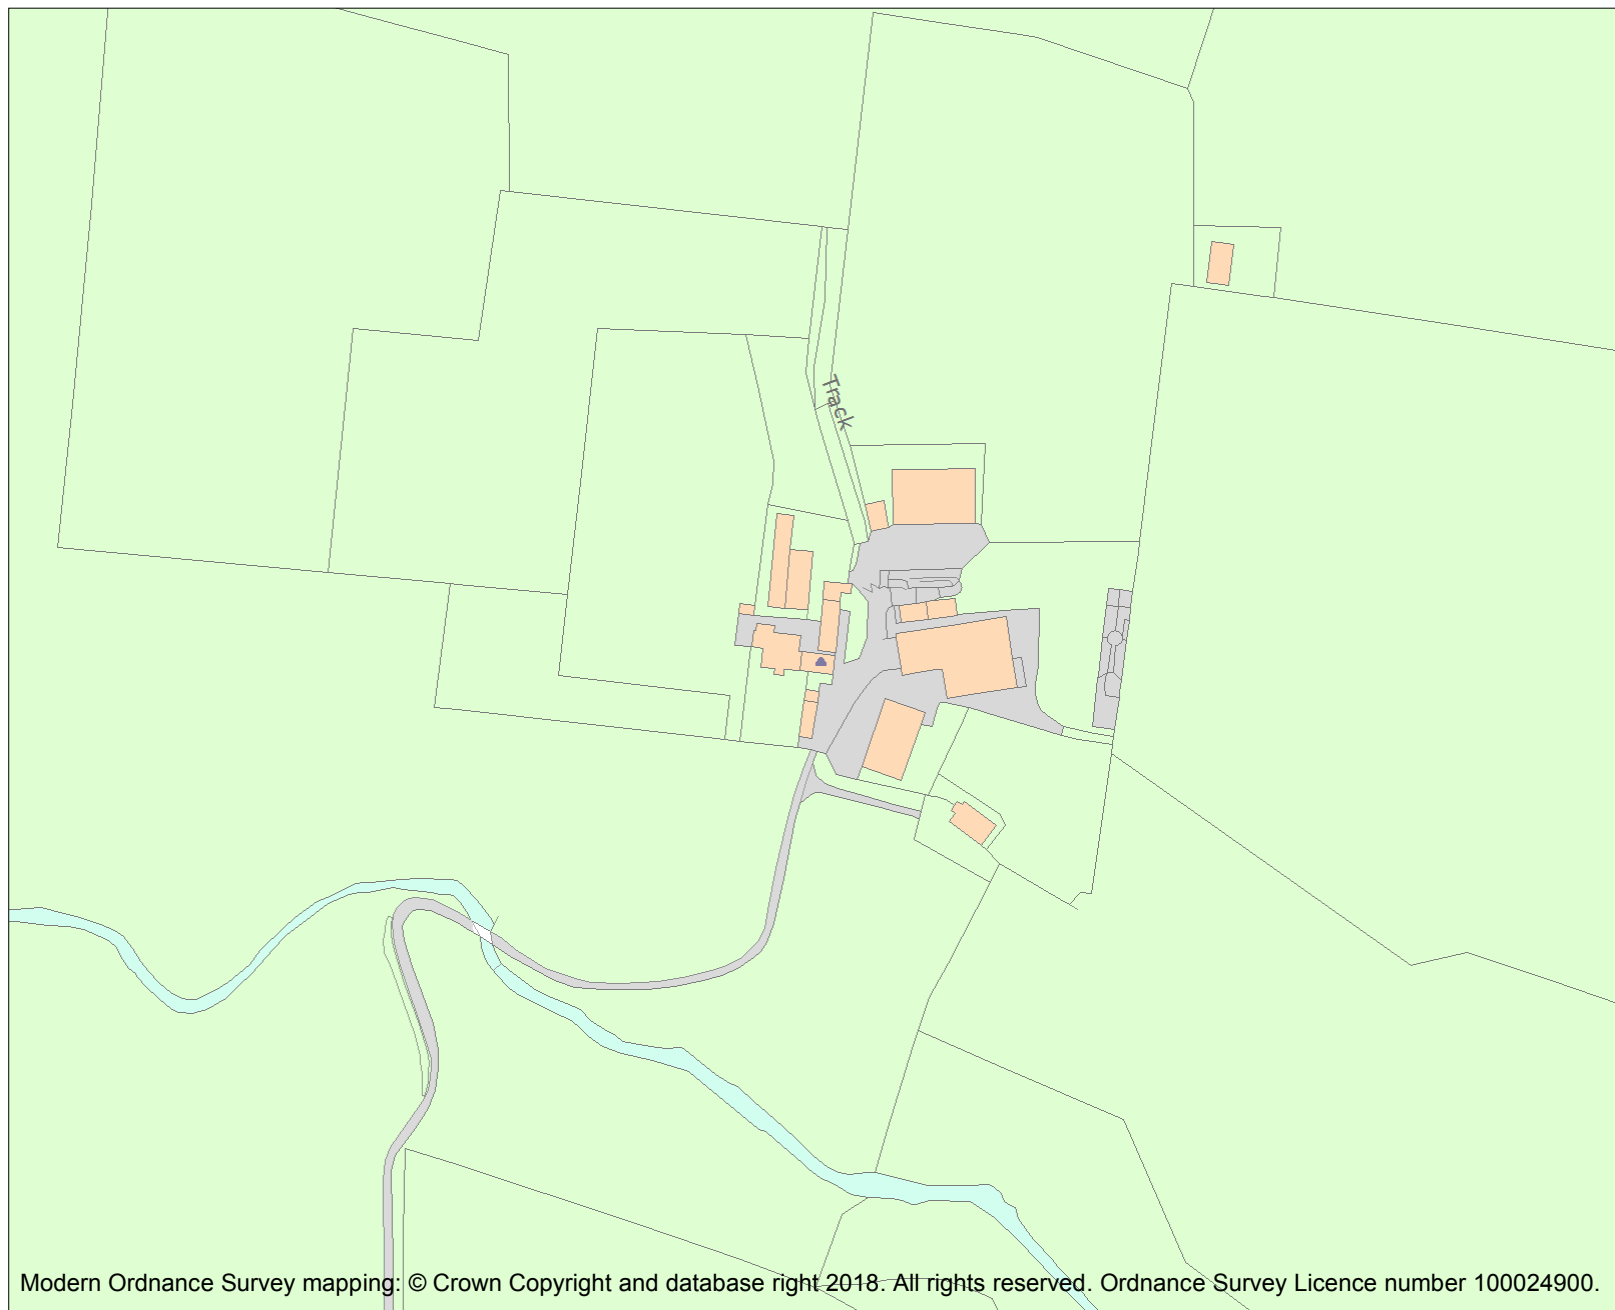 Track
Modern Ordnance Survey mapping: © Crown Copyright and database right 2018. All rights reserved. Ordnance Survey Licence number 100024900.